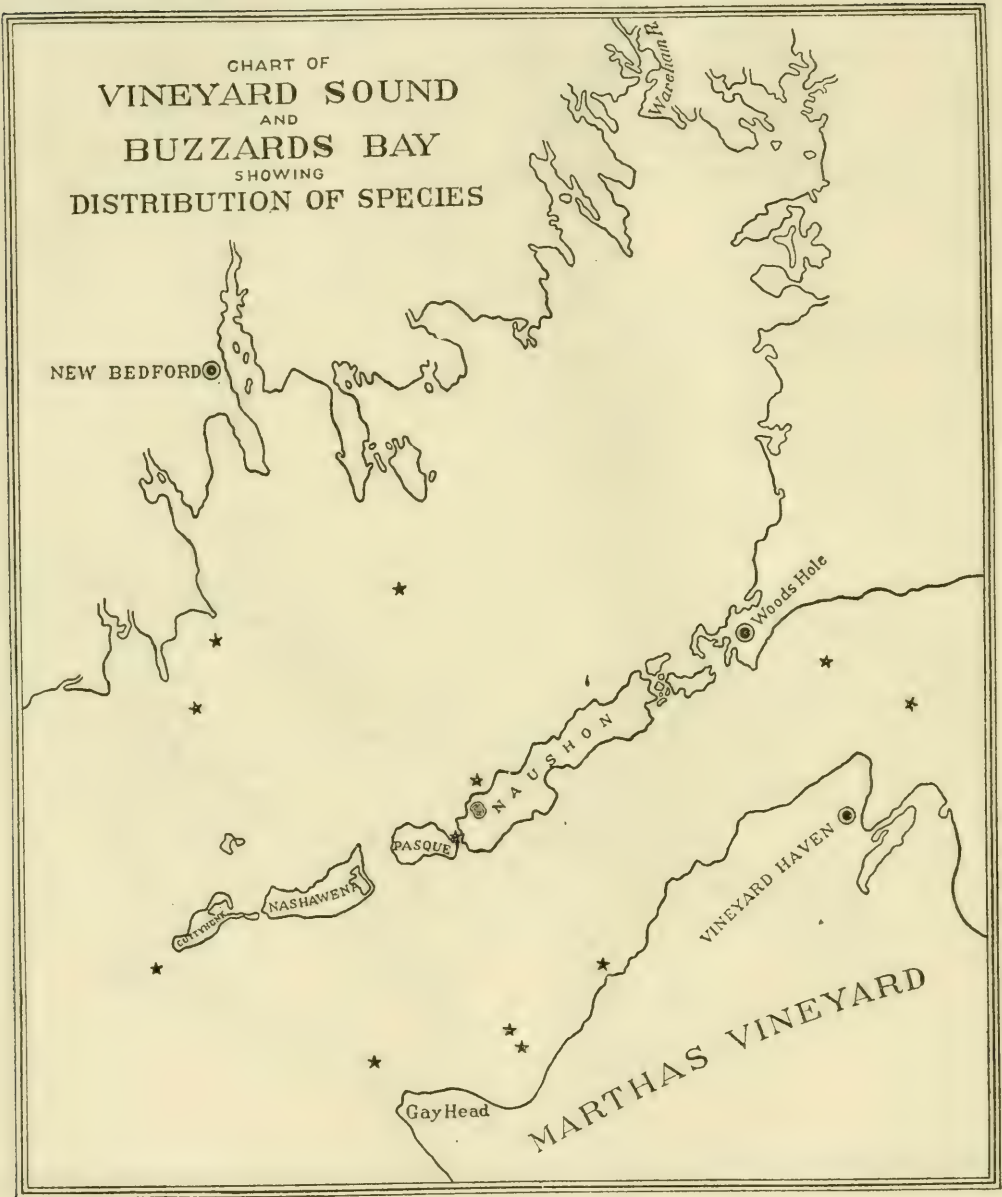 CHART OF
VINEYARD SOUND
AND
BUZZARDS BAY
SHOWING
DISTRIBUTION OF SPECIES
Wareham R.
NEW BEDFORD
Woods Hole
NAUSHON
PASQUE
VINEYARD HAVEN
NASHAWENA
CUTTYHUNK
MARTHAS VINEYARD
Gay Head